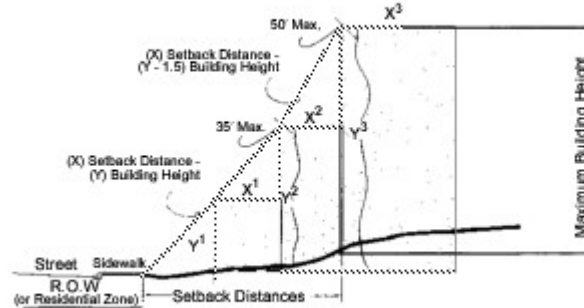 X3
50' Max.
(X) Setback Distance -
(Y - 1.5) Building Height
X2
35' Max.
Y3
(X) Setback Distance -
(Y) Building Height
X1
Y2
Y1
Maximum Building Height
Street
Sidewalk
R.O.W
(or Residential Zone)
Setback Distances